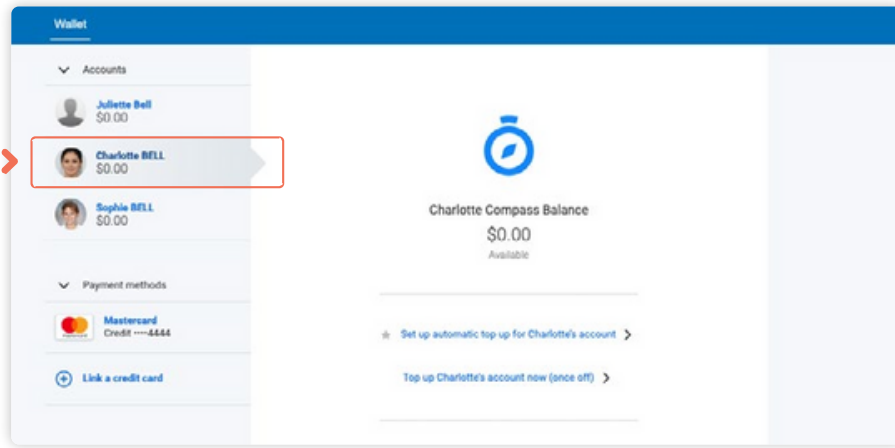 Wallet
Accounts
Juliette Bell
$0.00
Charlotte BELL
$0.00
Sophie BELL
$0.00
Payment methods
Mastercard
Credit ----4444
Link a credit card
Charlotte Compass Balance
$0.00
Available
Set up automatic top up for Charlotte's account
Top up Charlotte's account now (once off)